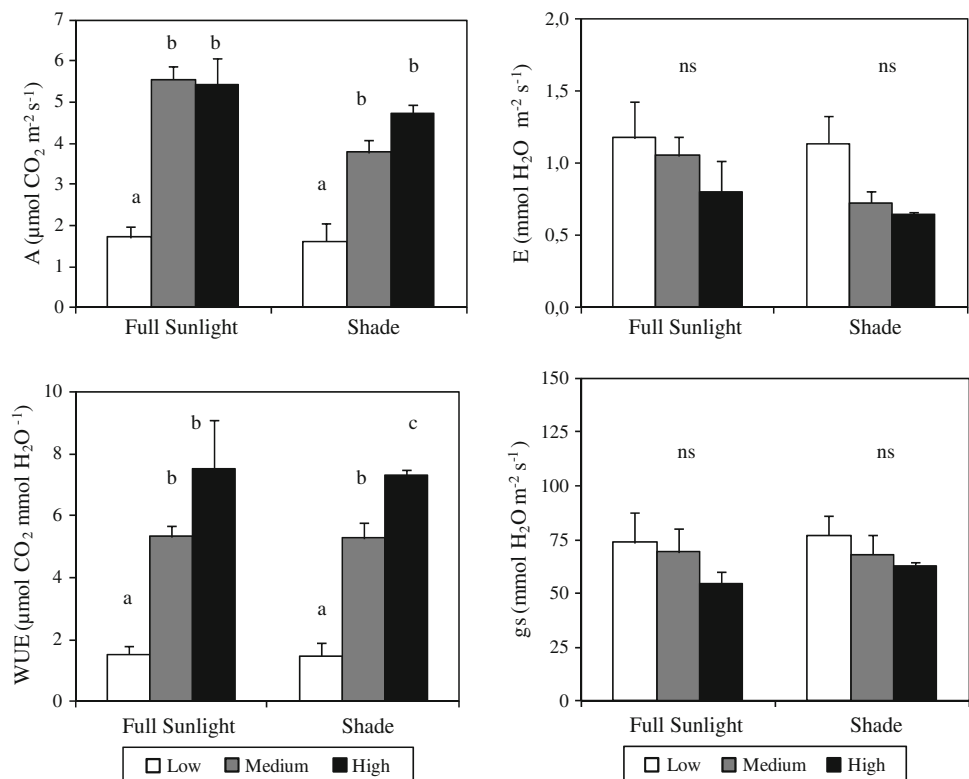 7
6
5
4
3
2
1
0
A (µmol CO₂ m⁻² s⁻¹)
a
b
b
a
b
b
Full Sunlight
Shade
2,0
1,5
1,0
0,5
0,0
E (mmol H₂O m⁻² s⁻¹)
ns
ns
Full Sunlight
Shade
10
8
6
4
2
0
WUE (µmol CO₂ mmol H₂O⁻¹)
a
b
b
a
b
c
Full Sunlight
Shade
Low Medium High
150
125
100
75
50
25
0
gs (mmol H₂O m⁻² s⁻¹)
ns
ns
Full Sunlight
Shade
Low Medium High